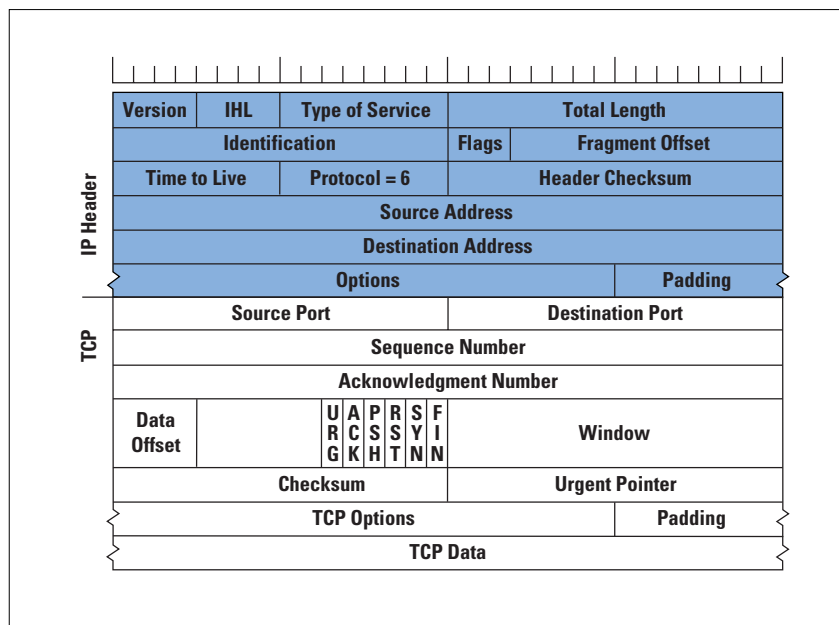 Version IHL Type of Service Total Length
Identification Flags Fragment Offset
Time to Live Protocol = 6 Header Checksum
Source Address
Destination Address
Options Padding
IP Header
Source Port Destination Port
Sequence Number
Acknowledgment Number
Data Offset URG ACK PSH RST SYN FIN Window
Checksum Urgent Pointer
TCP Options Padding
TCP Data
TCP